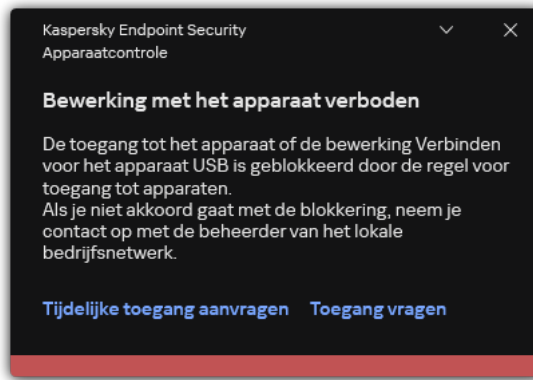 Kaspersky Endpoint Security
Apparaatcontrole
Bewerking met het apparaat verboden
De toegang tot het apparaat of de bewerking Verbinden
voor het apparaat USB is geblokkeerd door de regel voor
toegang tot apparaten.
Als je niet akkoord gaat met de blokkering, neem je
contact op met de beheerder van het lokale
bedrijfsnetwerk.
Tijdelijke toegang aanvragen Toegang vragen